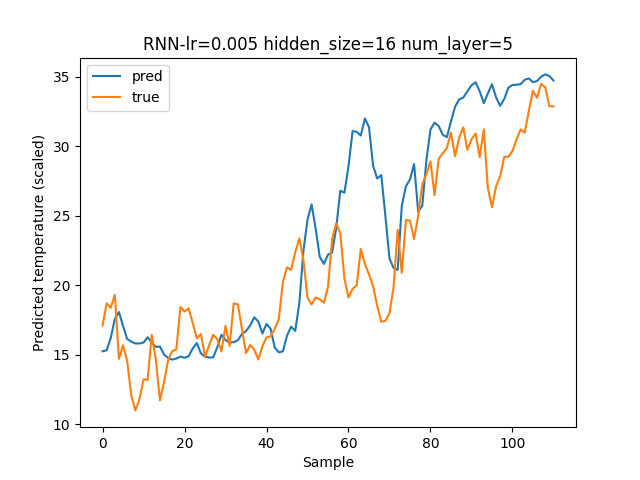 RNN-lr=0.005 hidden_size=16 num_layer=5
pred
true
Predicted temperature (scaled)
35
30
25
20
15
10
0 20 40 60 80 100
Sample